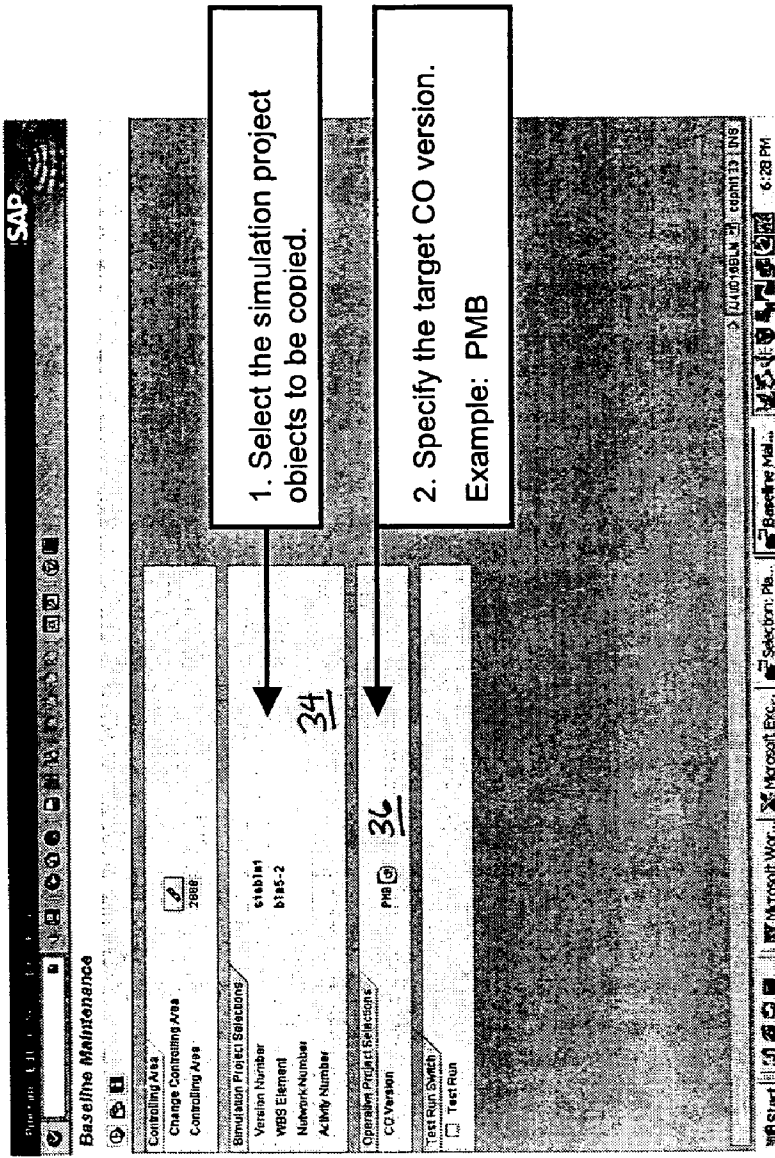 SAP
Baseline Maintenance
Controlling Area
Change Controlling Area
Controlling Area 2000
Simulation Project Selections
Version Number
WBS Element
Network Number
Activity Number
34
Operative Project Selections
CO Version PMB 36
Test Run Switch
Test Run
1. Select the simulation project
objects to be copied.
2. Specify the target CO version.
Example: PMB
INS
Start
Microsoft Wor...
Microsoft Exc...
Selection: Pla...
Baseline Mai...
6:28 PM